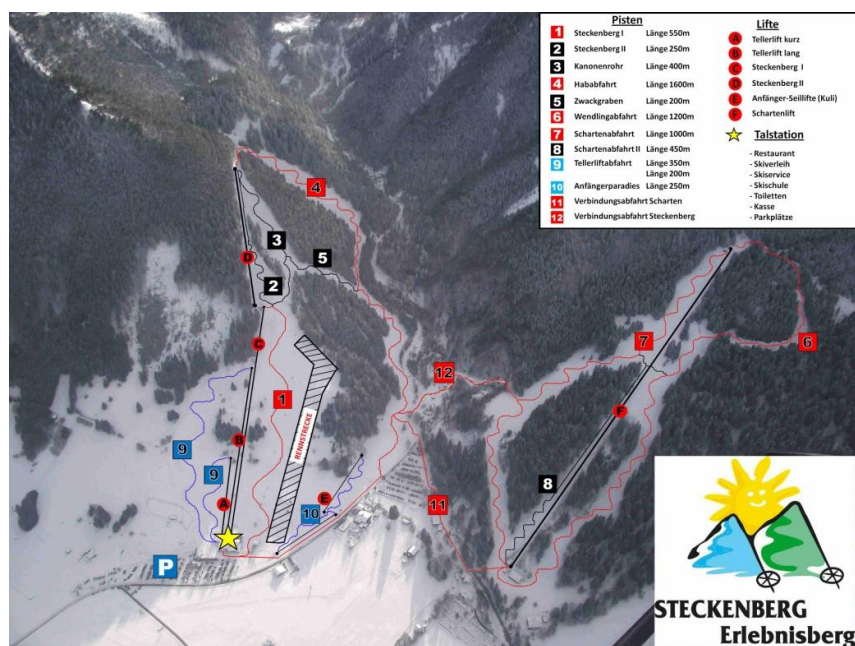 Pisten
1 Steckenberg I Länge 550m
2 Steckenberg II Länge 250m
3 Kanonenrohr Länge 400m
4 Hababfahrt Länge 1600m
5 Zwackgraben Länge 200m
6 Wendlingabfahrt Länge 1200m
7 Schartenabfahrt Länge 1000m
8 Schartenabfahrt II Länge 450m
9 Tellerliftabfahrt Länge 350m
Länge 200m
10 Anfängerparadies Länge 250m
11 Verbindungsabfahrt Scharten
12 Verbindungsabfahrt Steckenberg
Lifte
A Tellerlift kurz
B Tellerlift lang
C Steckenberg I
D Steckenberg II
E Anfänger-Seillifte (Kuli)
F Schartenlift
Talstation
- Restaurant
- Skiverleih
- Skiservice
- Skischule
- Toiletten
- Kasse
- Parkplätze
4
3
5
D
2
C
7
6
12
1
F
RENNSTRECKE
B
9
9
8
A
E
10
11
P
STECKENBERG
Erlebnisberg